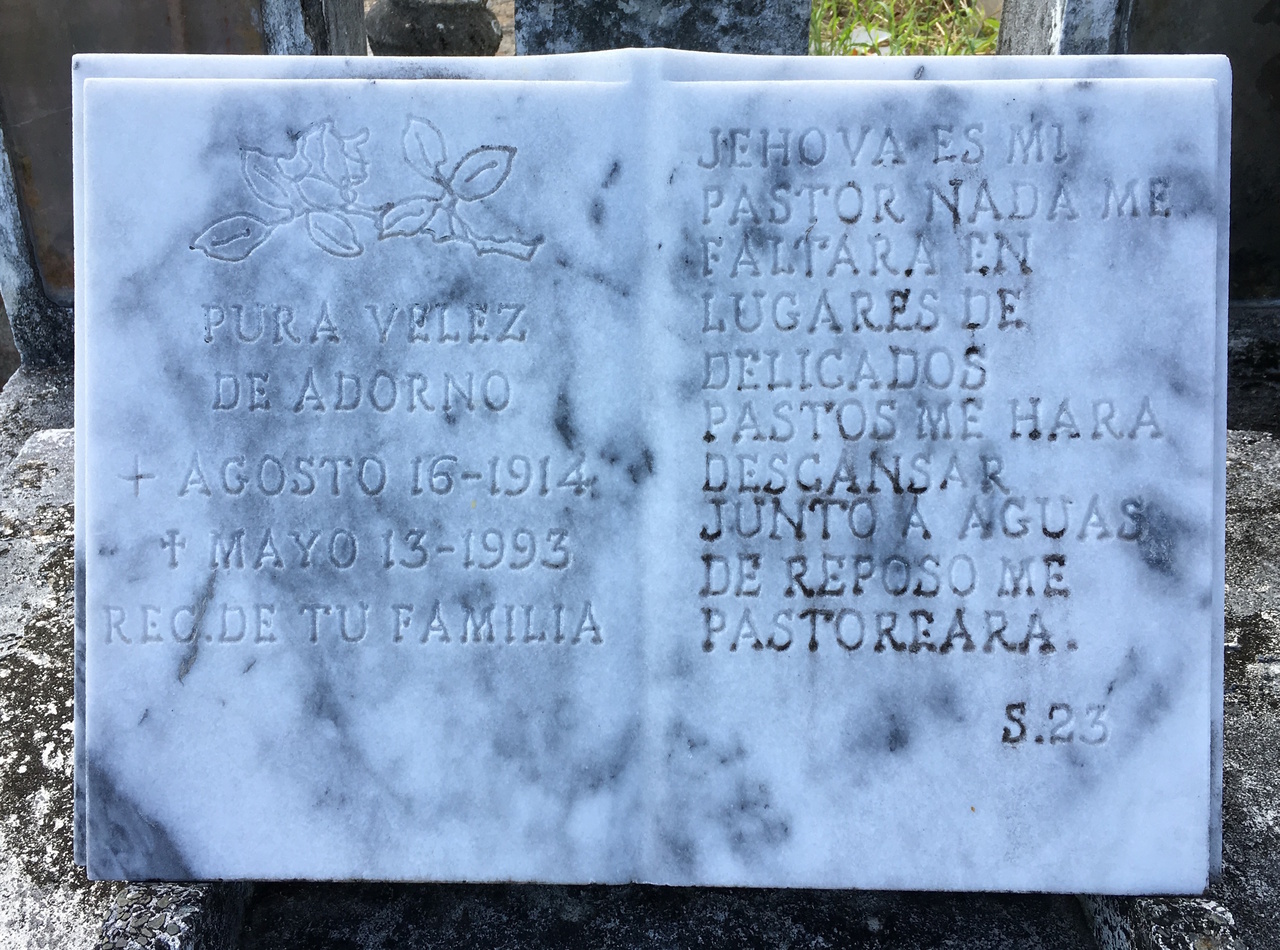 PURA VELEZ
DE ADORNO
+ AGOSTO 16-1914
✝ MAYO 13-1993
REC.DE TU FAMILIA
JEHOVA ES MI
PASTOR NADA ME
FALTARA EN
LUGARES DE
DELICADOS
PASTOS ME HARA
DESCANSAR
JUNTO A AGUAS
DE REPOSO ME
PASTOREARA.
S.23